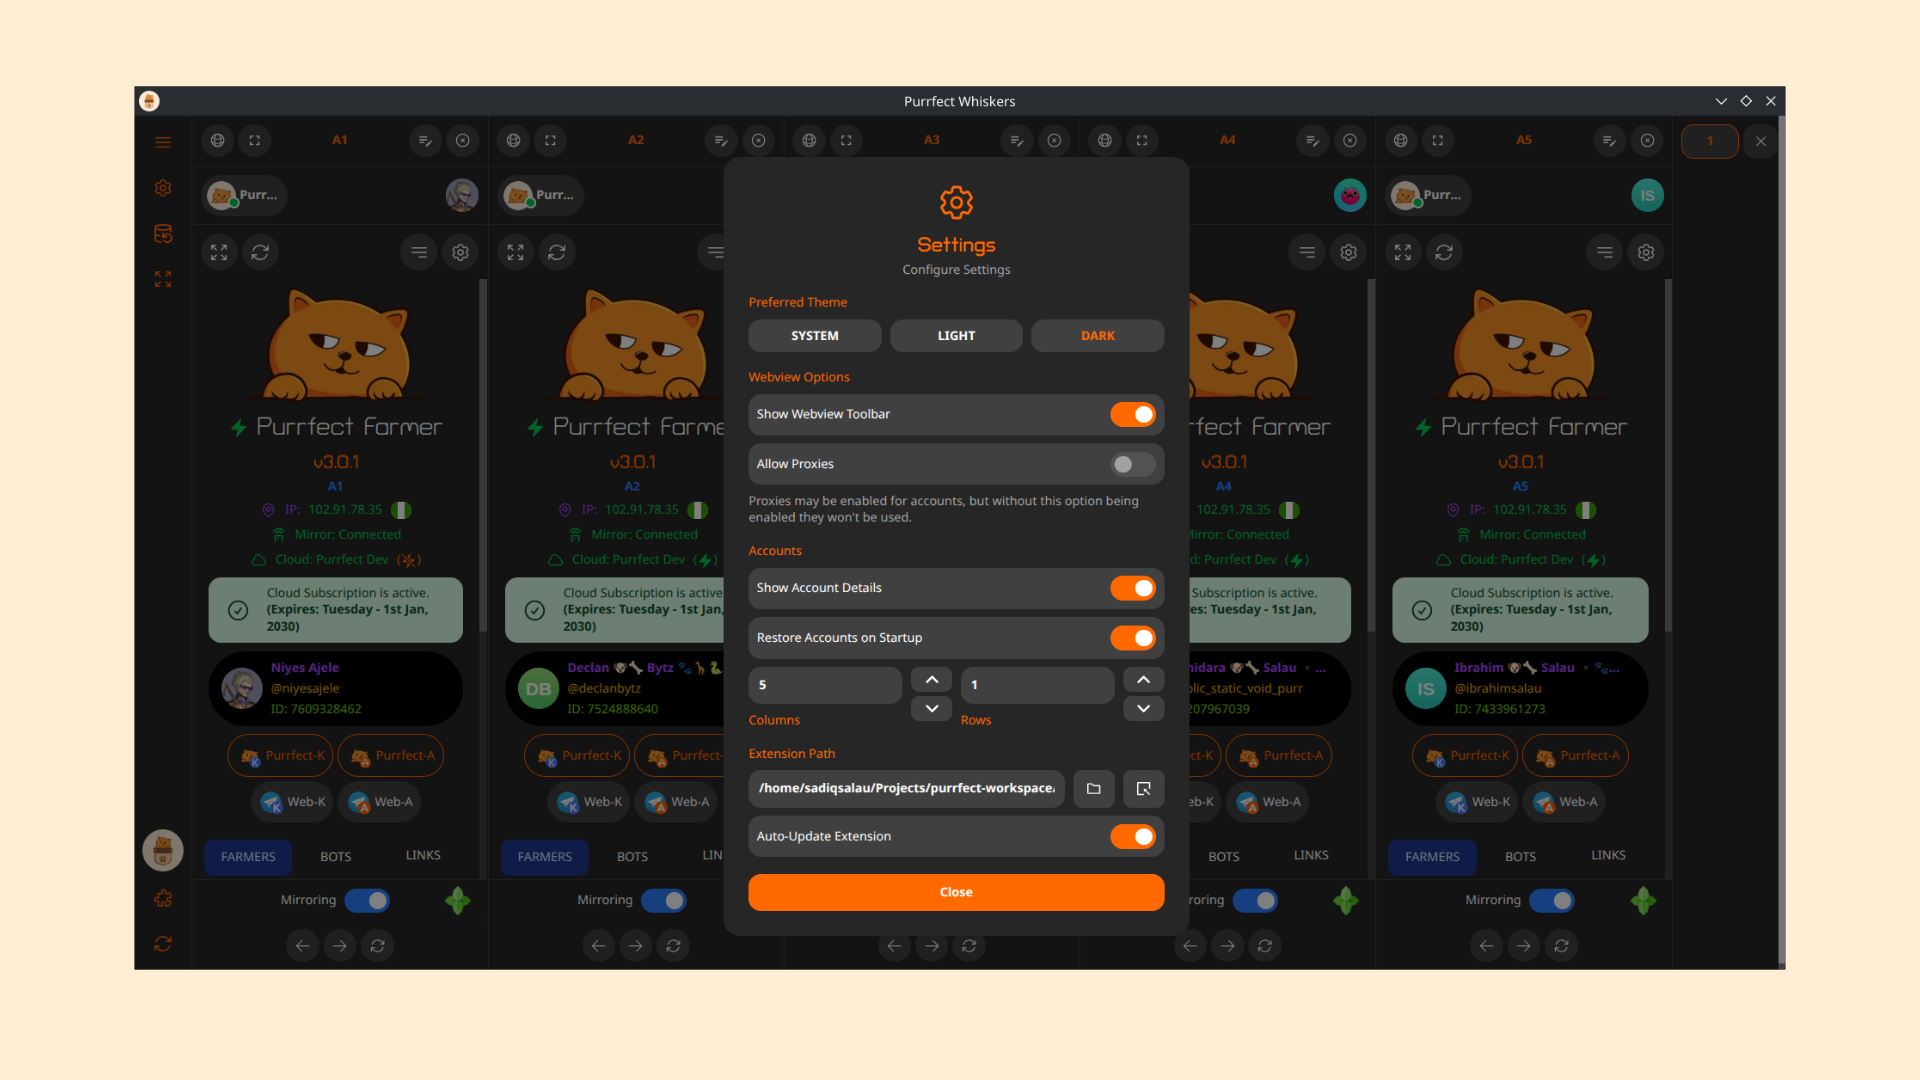 Purrfect Whiskers
A1
A2
A3
A4
A5
1
Purr...
Purr...
Purr...
IS
Settings
Configure Settings
Preferred Theme
SYSTEM
LIGHT
DARK
Webview Options
Show Webview Toolbar
Allow Proxies
Proxies may be enabled for accounts, but without this option being
enabled they won't be used.
Accounts
Show Account Details
Restore Accounts on Startup
5
1
Columns
Rows
Extension Path
/home/sadiqsalau/Projects/purrfect-workspace/
Auto-Update Extension
Close
Purrfect Farmer
v3.0.1
A1
IP: 102.91.78.35
Mirror: Connected
Cloud: Purrfect Dev
Cloud Subscription is active.
(Expires: Tuesday - 1st Jan,
2030)
Niyes Ajele
@niyesajele
ID: 7609328462
Purrfect-K
Purrfect-A
Web-K
Web-A
FARMERS
BOTS
LINKS
Mirroring
Purrfect Farme
v3.0.1
A2
IP: 102.91.78.35
Mirror: Connected
Cloud: Purrfect Dev
Cloud Subscription is active
(Expires: Tuesday - 1st Jan,
2030)
DB
Declan Bytz
@declanbytz
ID: 7524888640
Purrfect-K
Purrfect-
Web-K
Web-A
FARMERS
BOTS
LIN
Mirroring
rfect Farmer
v3.0.1
A4
102.91.78.35
Mirror: Connected
d: Purrfect Dev
Subscription is active.
es: Tuesday - 1st Jan,
nidara Salau ...
blic_static_void_purr
207967039
ct-K
Purrfect-A
eb-K
Web-A
BOTS
LINKS
roring
Purrfect Farmer
v3.0.1
A5
IP: 102.91.78.35
Mirror: Connected
Cloud: Purrfect Dev
Cloud Subscription is active.
(Expires: Tuesday - 1st Jan,
2030)
IS
Ibrahim Salau ...
@ibrahimsalau
ID: 7433961273
Purrfect-K
Purrfect-A
Web-K
Web-A
FARMERS
BOTS
LINKS
Mirroring